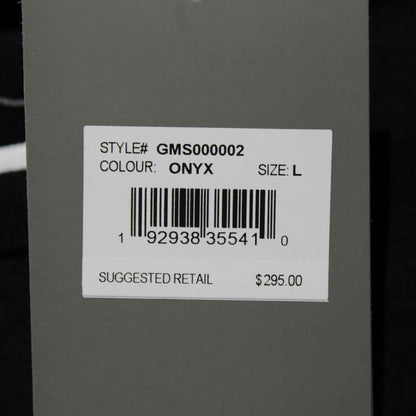 STYLE# GMS000002
COLOUR: ONYX SIZE: L
1 92938 35541 0
SUGGESTED RETAIL $295.00